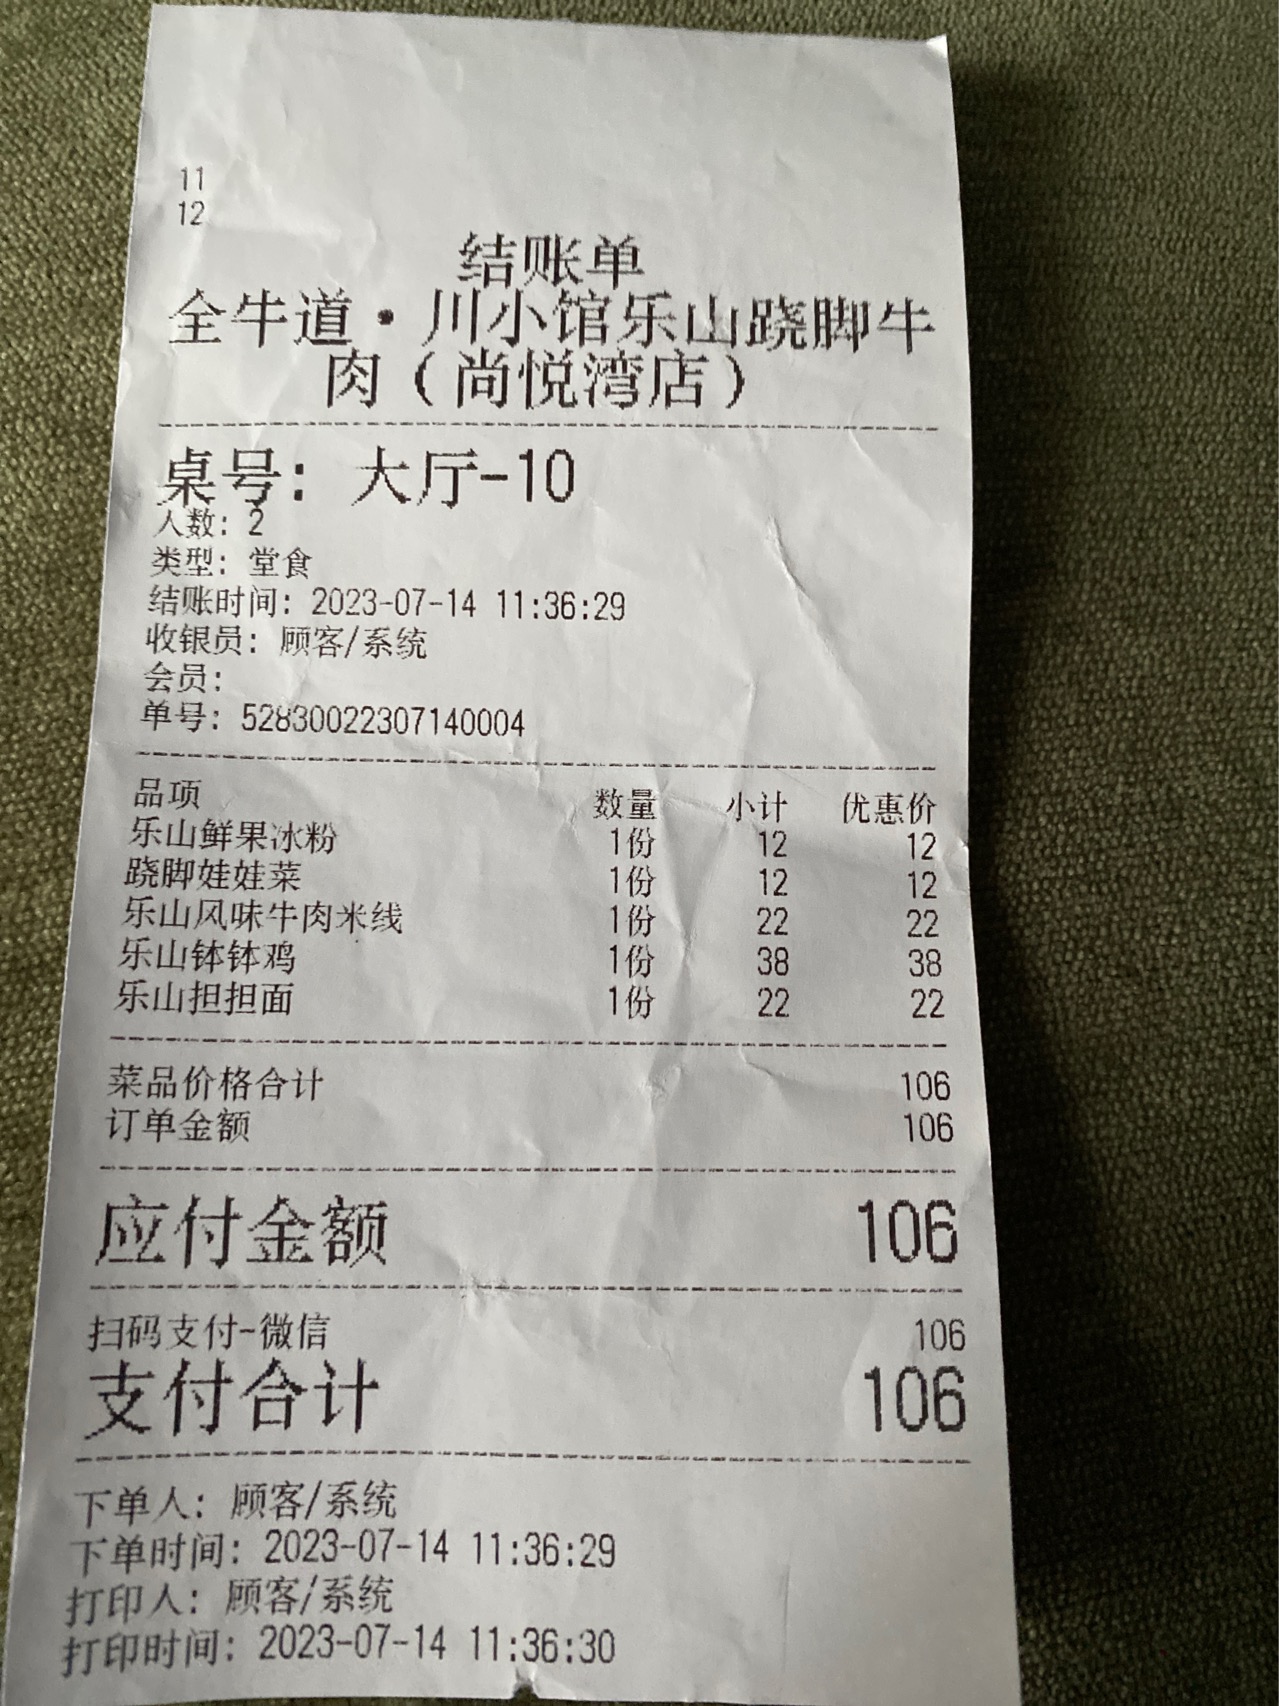 11
12
结账单
全牛道·川小馆乐山跷脚牛
肉（尚悦湾店）
桌号：大厅-10
人数：2
类型：堂食
结账时间：2023-07-14 11:36:29
收银员：顾客/系统
会员：
单号：52830022307140004
品项 数量 小计 优惠价
乐山鲜果冰粉 1份 12 12
跷脚娃娃菜 1份 12 12
乐山风味牛肉米线 1份 22 22
乐山钵钵鸡 1份 38 38
乐山担担面 1份 22 22
菜品价格合计 106
订单金额 106
应付金额 106
扫码支付-微信 106
支付合计 106
下单人：顾客/系统
下单时间：2023-07-14 11:36:29
打印人：顾客/系统
打印时间：2023-07-14 11:36:30